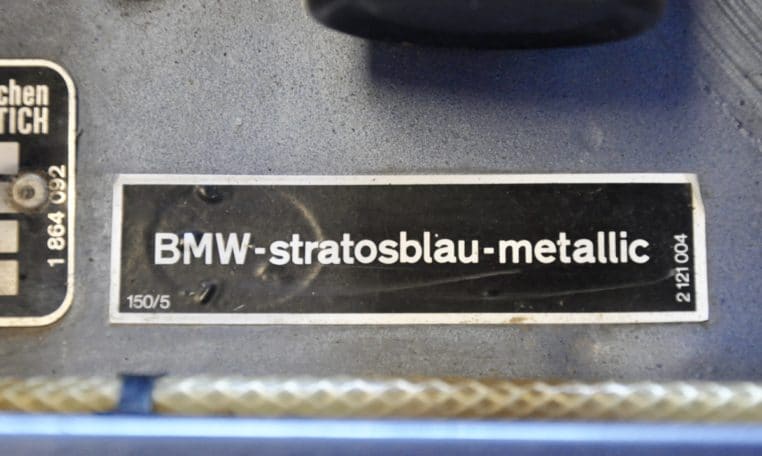 chen
TICH
1 864 092
BMW-stratosblau-metallic
150/5
2 121 004